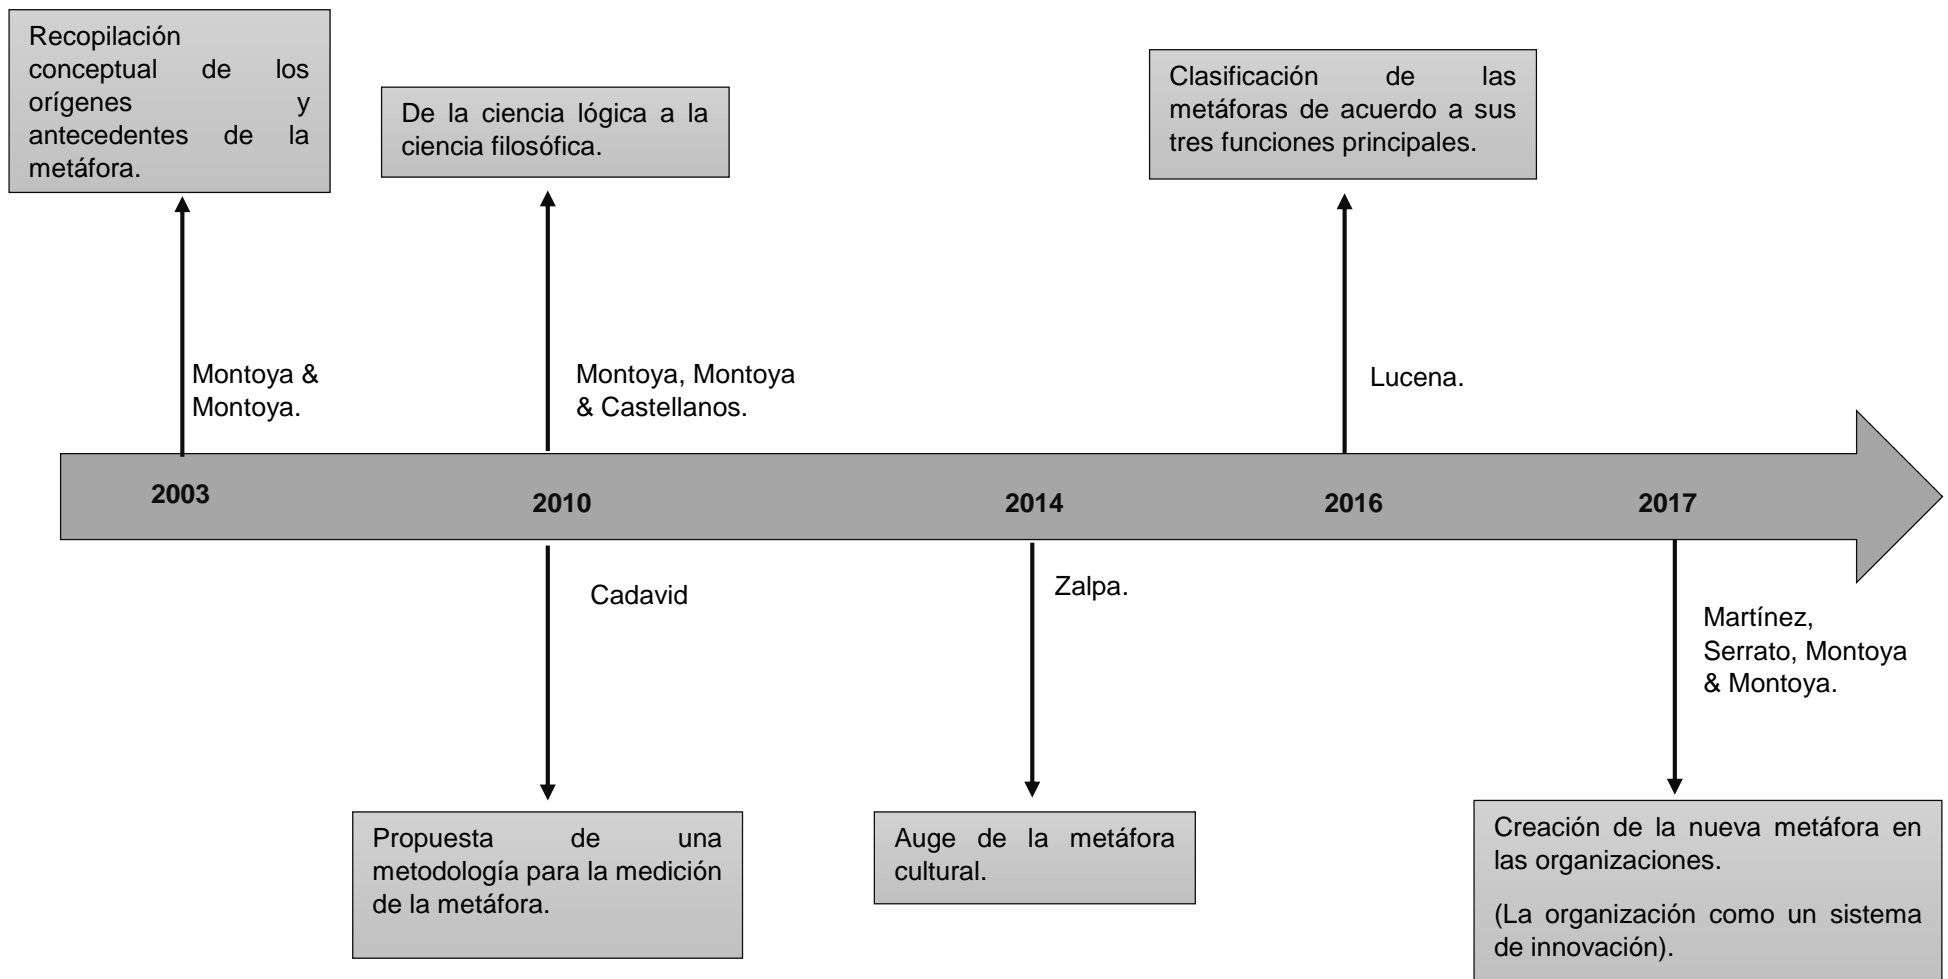 Recopilación
conceptual de los
orígenes y
antecedentes de la
metáfora.
De la ciencia lógica a la
ciencia filosófica.
Clasificación de las
metáforas de acuerdo a sus
tres funciones principales.
Montoya &
Montoya.
Montoya, Montoya
& Castellanos.
Lucena.
2003
2010
2014
2016
2017
Cadavid
Zalpa.
Martínez,
Serrato, Montoya
& Montoya.
Propuesta de una
metodología para la medición
de la metáfora.
Auge de la metáfora
cultural.
Creación de la nueva metáfora en
las organizaciones.
(La organización como un sistema
de innovación).